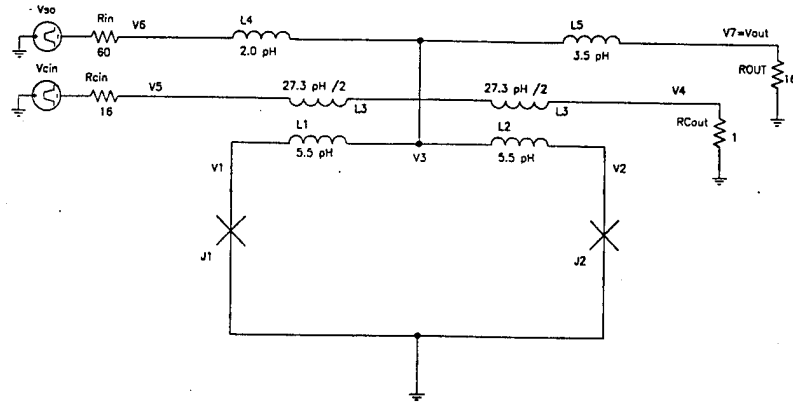 Vso
Rin
V6
L4
L5
V7=Vout
60
2.0 pH
3.5 pH
ROUT
16
Vcin
Rcin
V5
27.3 pH /2
27.3 pH /2
V4
16
L3
L3
RCout
1
L1
L2
5.5 pH
5.5 pH
V1
V3
V2
J1
J2